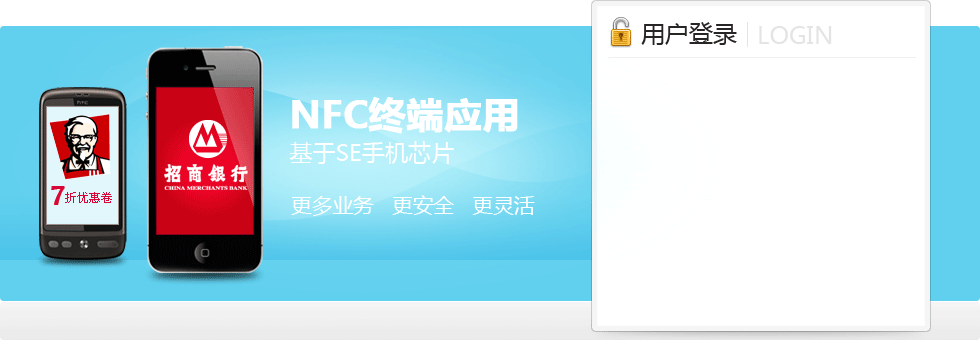 NFC终端应用
基于SE手机芯片
更多业务 更安全 更灵活
hTC
7折优惠卷
招商银行
CHINA MERCHANTS BANK
用户登录 LOGIN